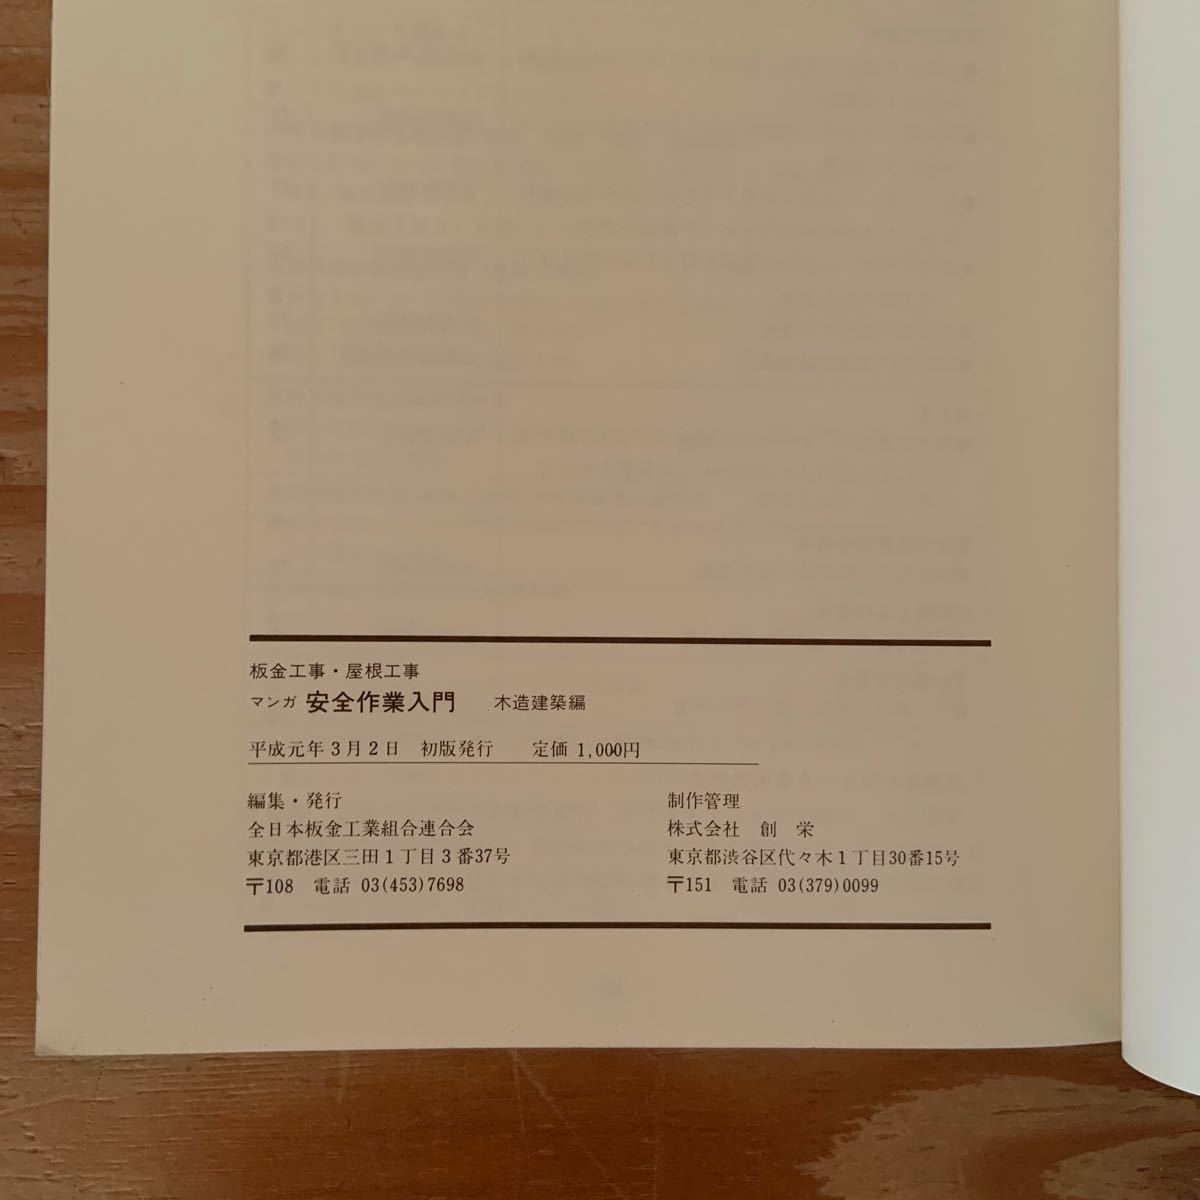 板金工事・屋根工事
マンガ 安全作業入門 木造建築編
平成元年3月2日 初版発行 定価 1,000円
編集・発行
全日本板金工業組合連合会
東京都港区三田1丁目3番37号
〒108 電話 03(453)7698
制作管理
株式会社 創 栄
東京都渋谷区代々木1丁目30番15号
〒151 電話 03(379)0099